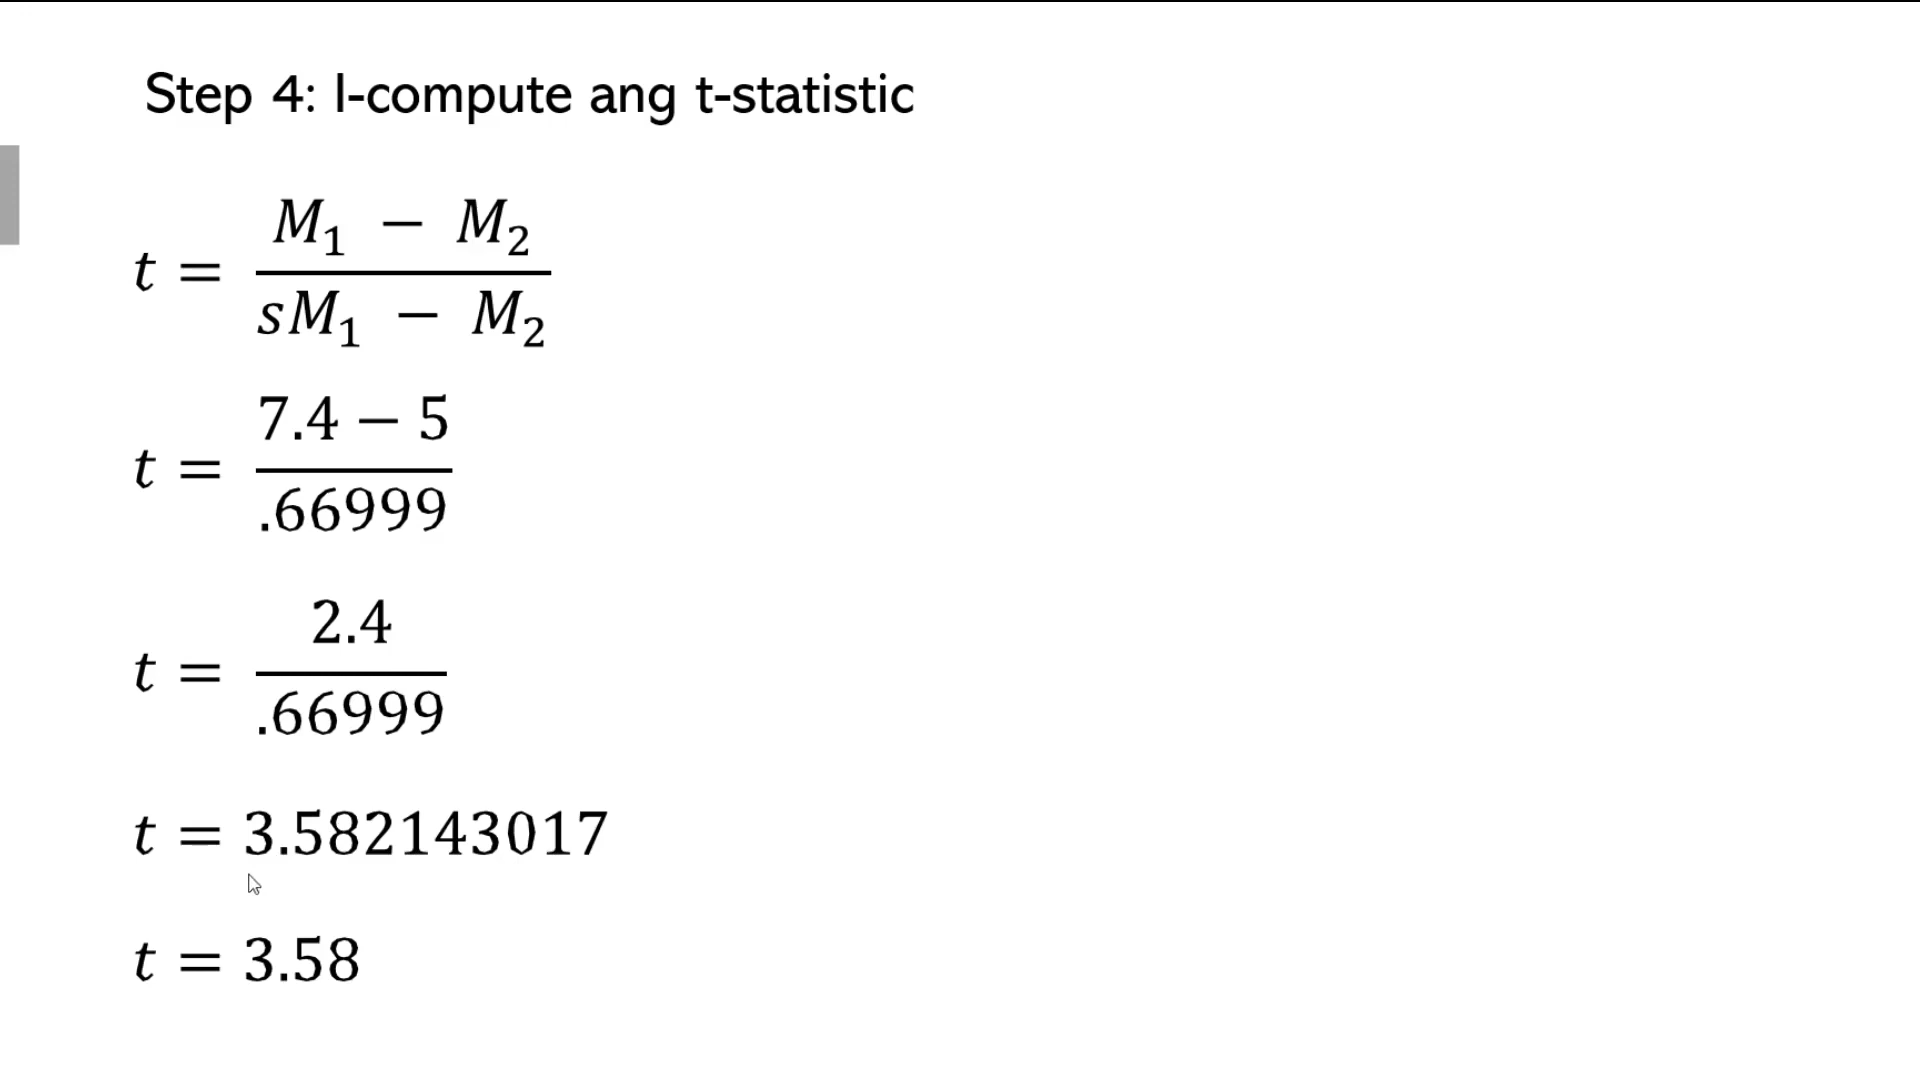 Step 4: I-compute ang t-statistic
t = M₁ − M₂ / sM₁ − M₂
t = 7.4 − 5 / .66999
t = 2.4 / .66999
t = 3.582143017
t = 3.58